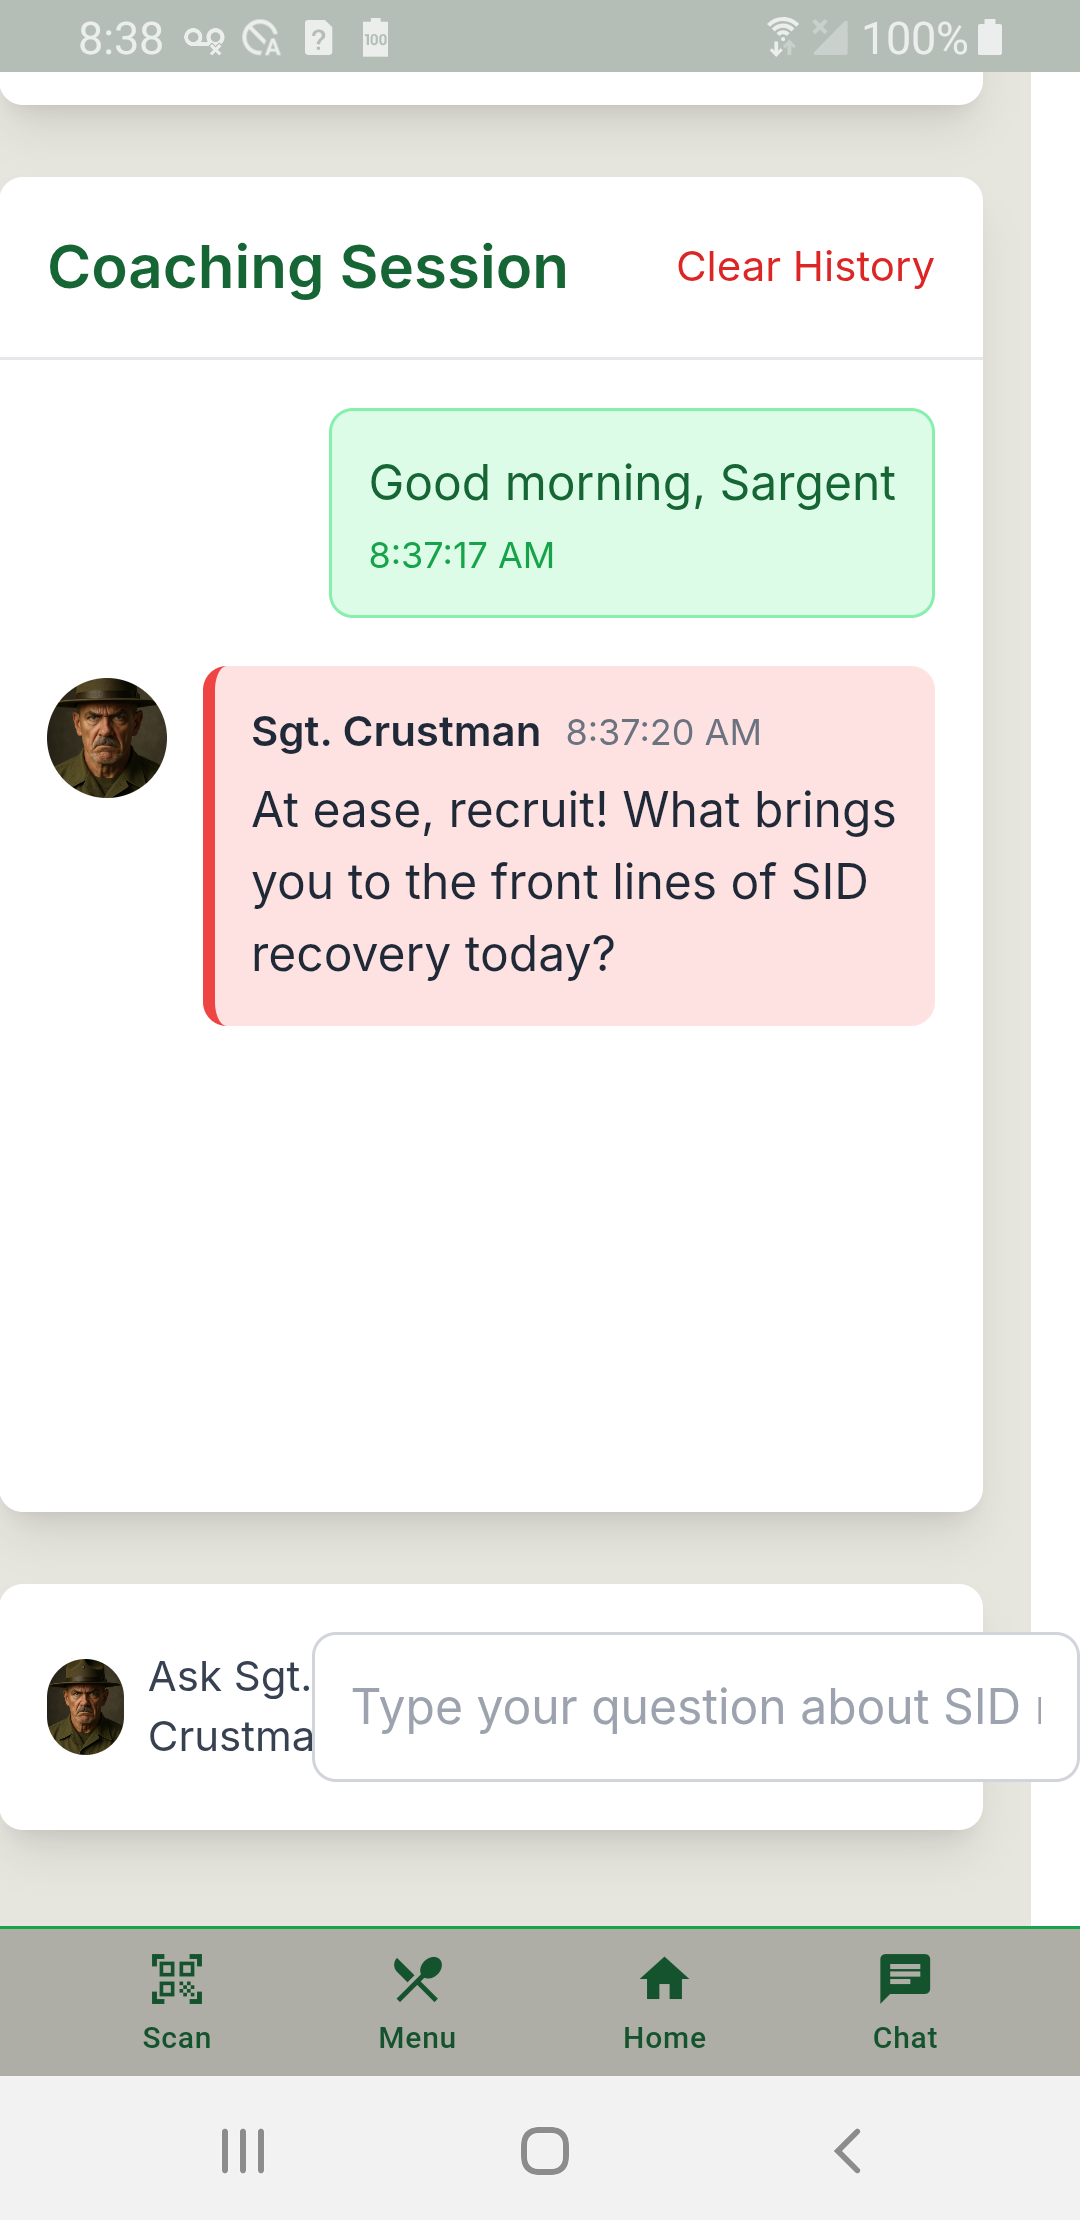 8:38
100
100%
Coaching Session
Clear History
Good morning, Sargent
8:37:17 AM
Sgt. Crustman 8:37:20 AM
At ease, recruit! What brings
you to the front lines of SID
recovery today?
Ask Sgt.
Crustma
Type your question about SID
Scan
Menu
Home
Chat